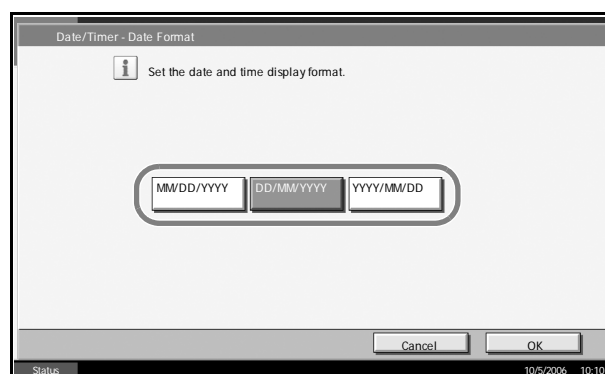 Date/Timer - Date Format
Set the date and time display format.
MM/DD/YYYY DD/MM/YYYY YYYY/MM/DD
Cancel OK
Status 10/5/2006 10:10